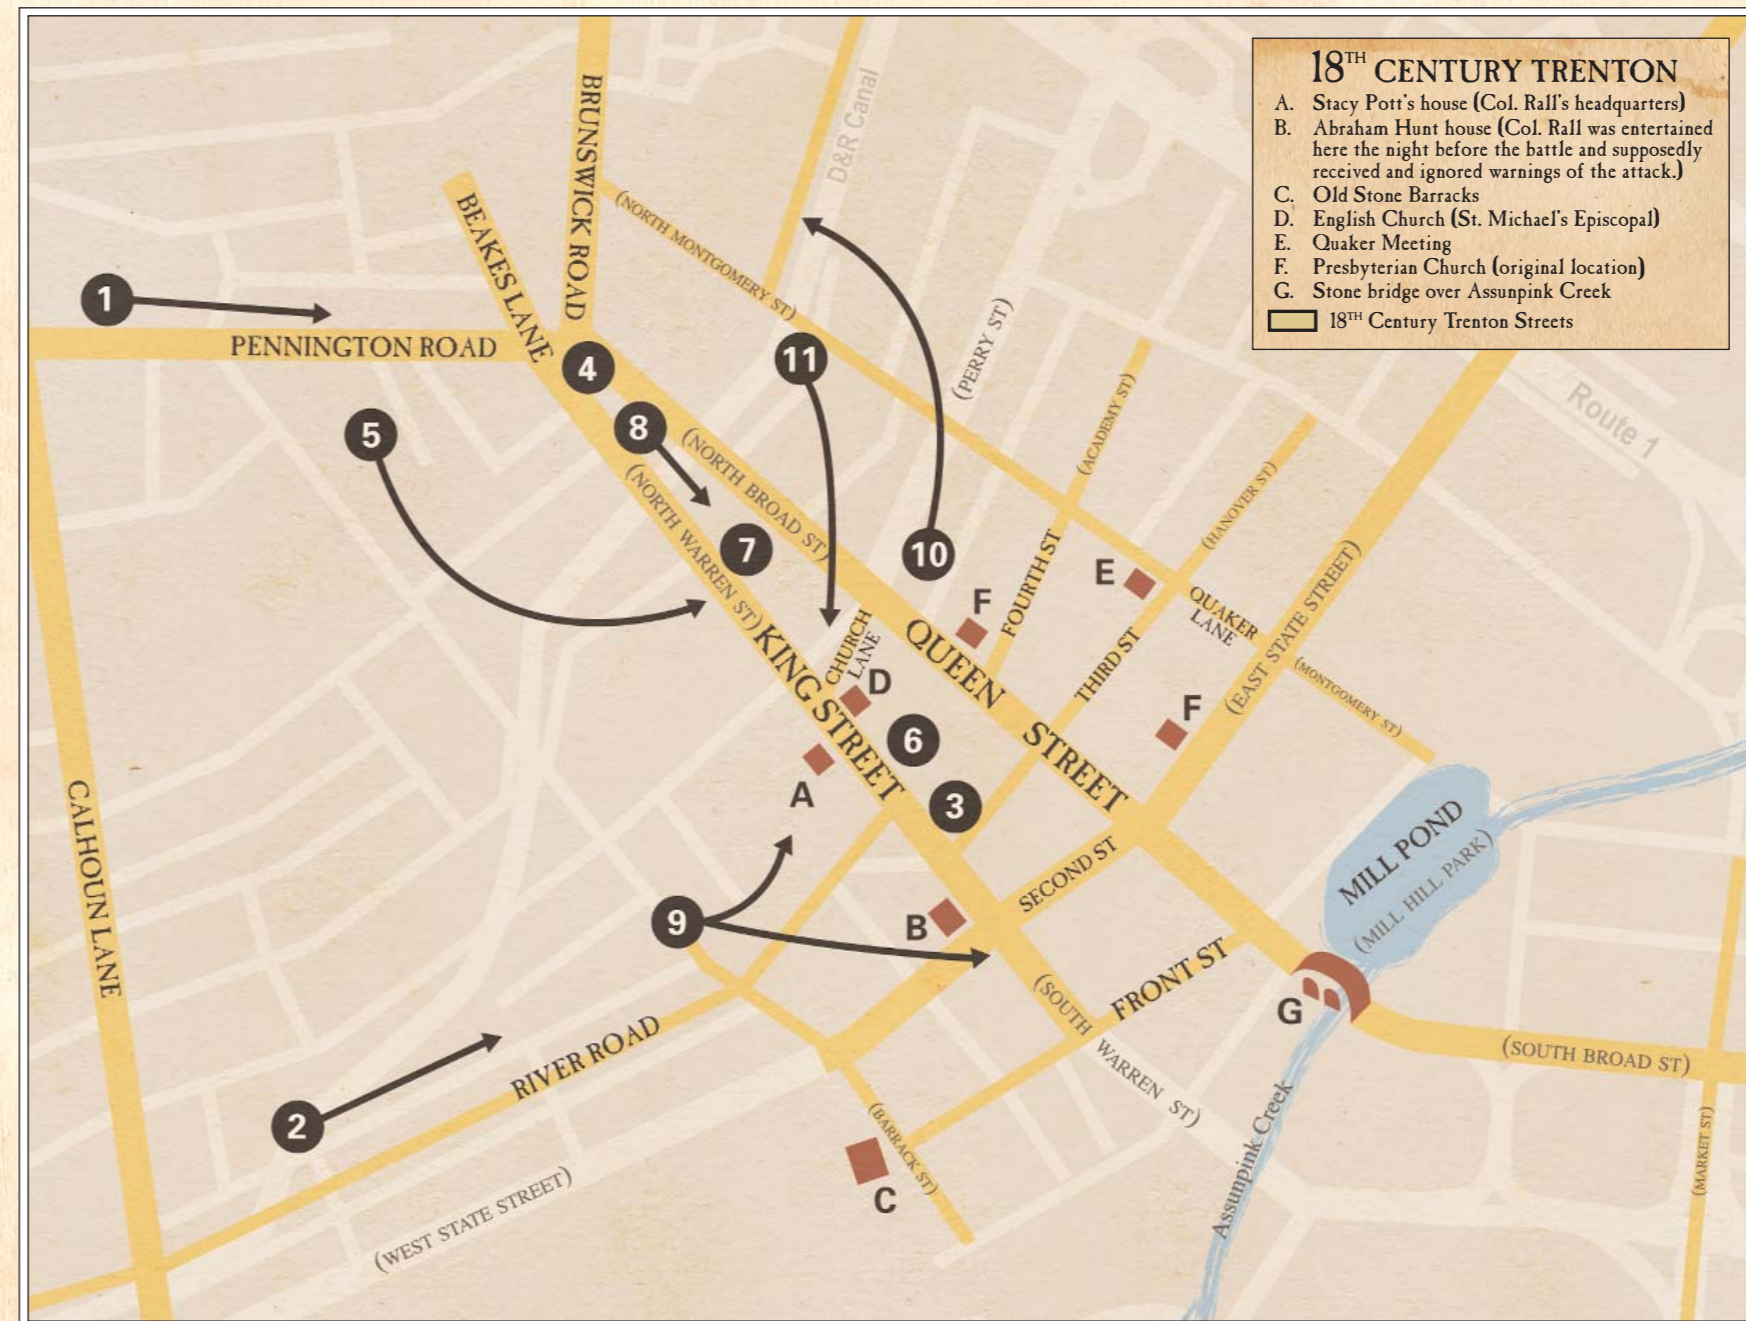 18TH CENTURY TRENTON
A. Stacy Pott's house (Col. Rall's headquarters)
B. Abraham Hunt house (Col. Rall was entertained
here the night before the battle and supposedly
received and ignored warnings of the attack.)
C. Old Stone Barracks
D. English Church (St. Michael's Episcopal)
E. Quaker Meeting
F. Presbyterian Church (original location)
G. Stone bridge over Assunpink Creek
18TH Century Trenton Streets
BRUNSWICK ROAD
D&R Canal
BEAKES LANE
(NORTH MONTGOMERY ST)
1
PENNINGTON ROAD
4
11
(PERRY ST)
Route 1
5
8
(NORTH BROAD ST)
(ACADEMY ST)
(NORTH WARREN ST)
7
10
(HANOVER ST)
E
F
FOURTH ST
QUAKER
LANE
(EAST STATE STREET)
CHURCH
LANE
QUEEN
STREET
THIRD ST
(MONTGOMERY ST)
KING STREET
D
F
6
A
3
MILL POND
(MILL HILL PARK)
CALHOUN LANE
SECOND ST
9
B
FRONT ST
G
(SOUTH
WARREN ST)
(SOUTH BROAD ST)
RIVER ROAD
2
(BARRACK ST)
C
Assunpink Creek
(MARKET ST)
(WEST STATE STREET)